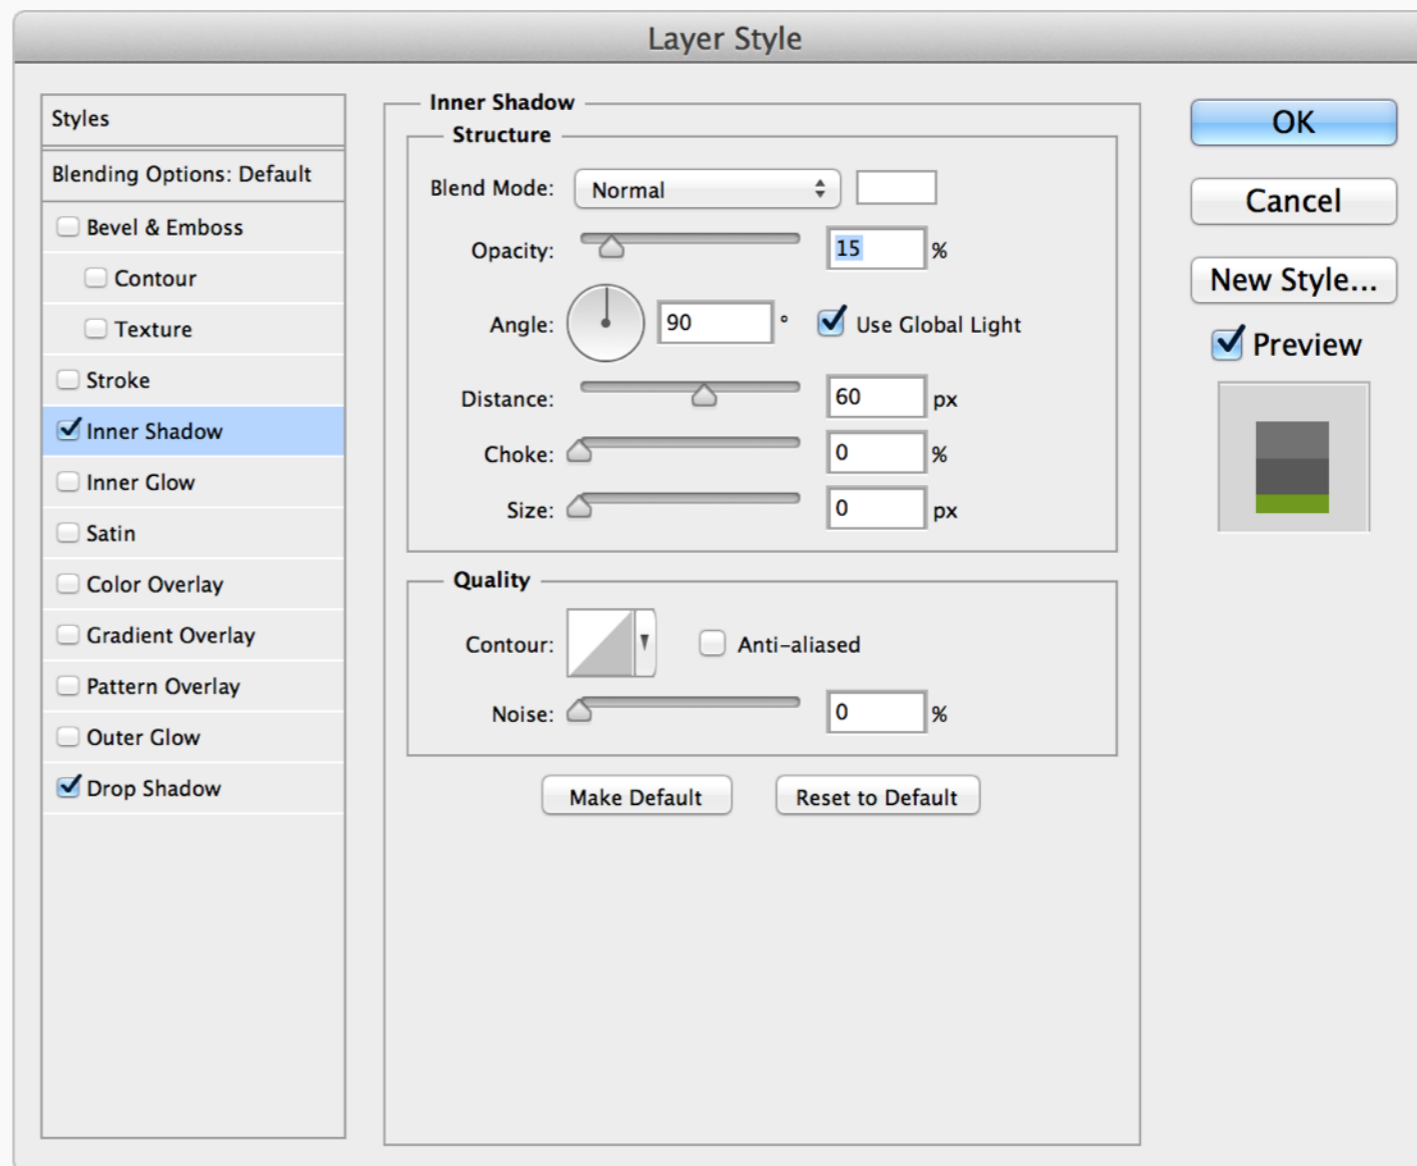 Layer Style
Styles
Blending Options: Default
Bevel & Emboss
Contour
Texture
Stroke
Inner Shadow
Inner Glow
Satin
Color Overlay
Gradient Overlay
Pattern Overlay
Outer Glow
Drop Shadow
Inner Shadow
Structure
Blend Mode: Normal
Opacity: 15 %
Angle: 90 ° Use Global Light
Distance: 60 px
Choke: 0 %
Size: 0 px
Quality
Contour: Anti-aliased
Noise: 0 %
Make Default Reset to Default
OK
Cancel
New Style...
Preview